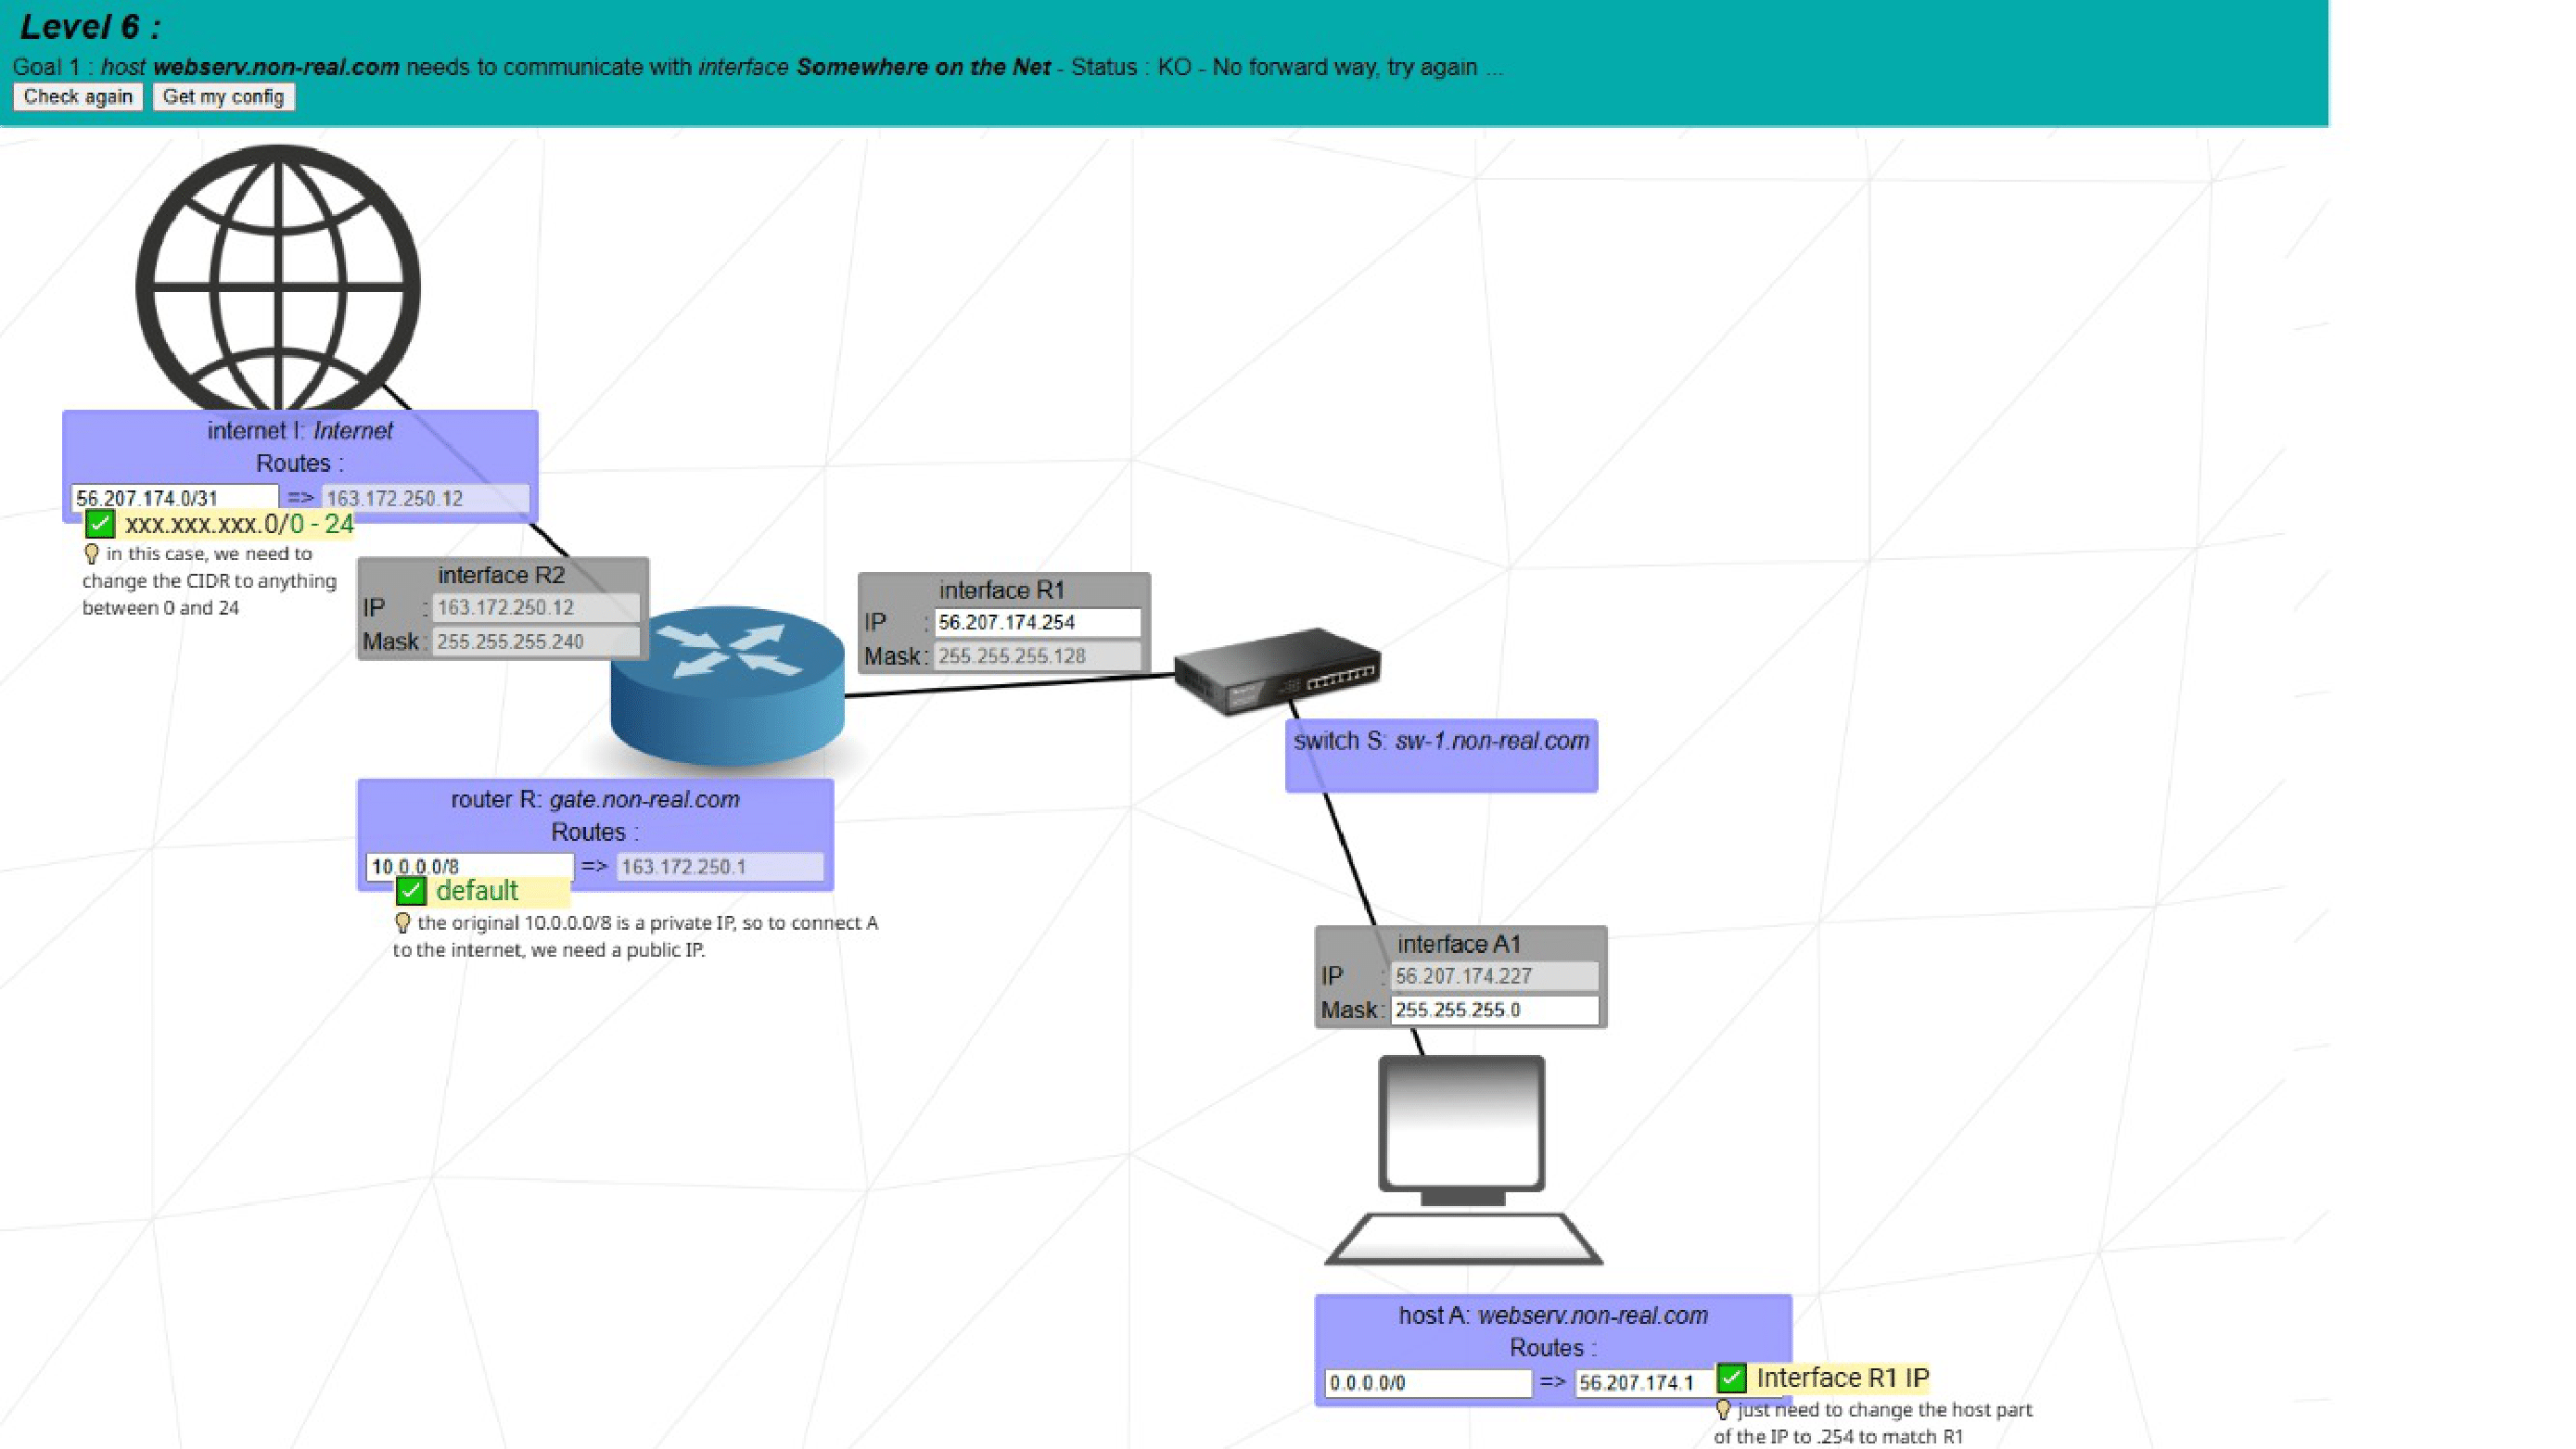 Level 6 :
Goal 1 : host webserv.non-real.com needs to communicate with interface Somewhere on the Net - Status : KO - No forward way, try again ...
Check again Get my config
internet I: Internet
Routes :
56.207.174.0/31 => 163.172.250.12
xxx.xxx.xxx.0/0 - 24
in this case, we need to
change the CIDR to anything
between 0 and 24
interface R2
IP : 163.172.250.12
Mask : 255.255.255.240
interface R1
IP : 56.207.174.254
Mask : 255.255.255.128
switch S: sw-1.non-real.com
router R: gate.non-real.com
Routes :
10.0.0.0/8 => 163.172.250.1
default
the original 10.0.0.0/8 is a private IP, so to connect A
to the internet, we need a public IP.
interface A1
IP : 56.207.174.227
Mask : 255.255.255.0
host A: webserv.non-real.com
Routes :
0.0.0.0/0 => 56.207.174.1
Interface R1 IP
just need to change the host part
of the IP to .254 to match R1